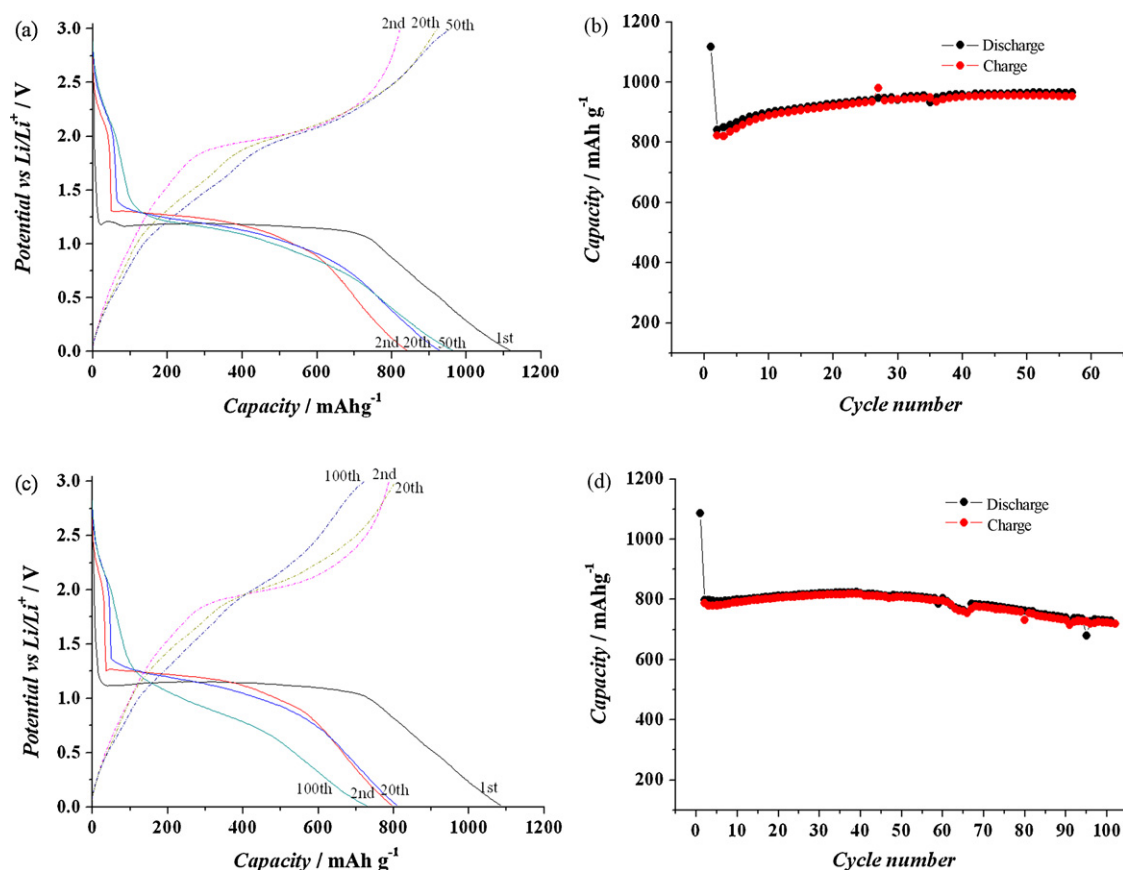 (a)
3.0
2.5
2.0
1.5
1.0
0.5
0.0
Potential vs Li/Li⁺ / V
2nd 20th 50th
2nd 20th 50th 1st
0 200 400 600 800 1000 1200
Capacity / mAhg⁻¹
(b)
1200
1000
800
600
400
200
Capacity / mAh g⁻¹
Discharge
Charge
0 10 20 30 40 50 60
Cycle number
(c)
3.0
2.5
2.0
1.5
1.0
0.5
0.0
Potential vs Li/Li⁺ / V
100th 2nd
20th
100th 2nd 20th 1st
0 200 400 600 800 1000 1200
Capacity / mAh g⁻¹
(d)
1200
1000
800
600
400
200
Capacity / mAhg⁻¹
Discharge
Charge
0 10 20 30 40 50 60 70 80 90 100
Cycle number